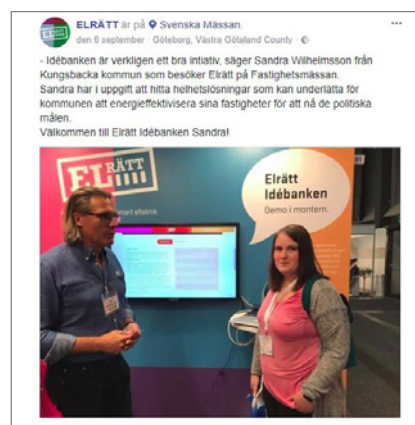 ELRÄTT är på Svenska Mässan.
den 6 september · Göteborg, Västra Götaland County ·
- Idébanken är verkligen ett bra intiativ, säger Sandra Wilhelmsson från
Kungsbacka kommun som besöker Elrätt på Fastighetsmässan.
Sandra har i uppgift att hitta helhetslösningar som kan underlätta för
kommunen att energieffektivisera sina fastigheter för att nå de politiska
målen.
Välkommen till Elrätt Idébanken Sandra!
ELRÄTT
smart elteknik
Elrätt
Idébanken
Demo i montern.